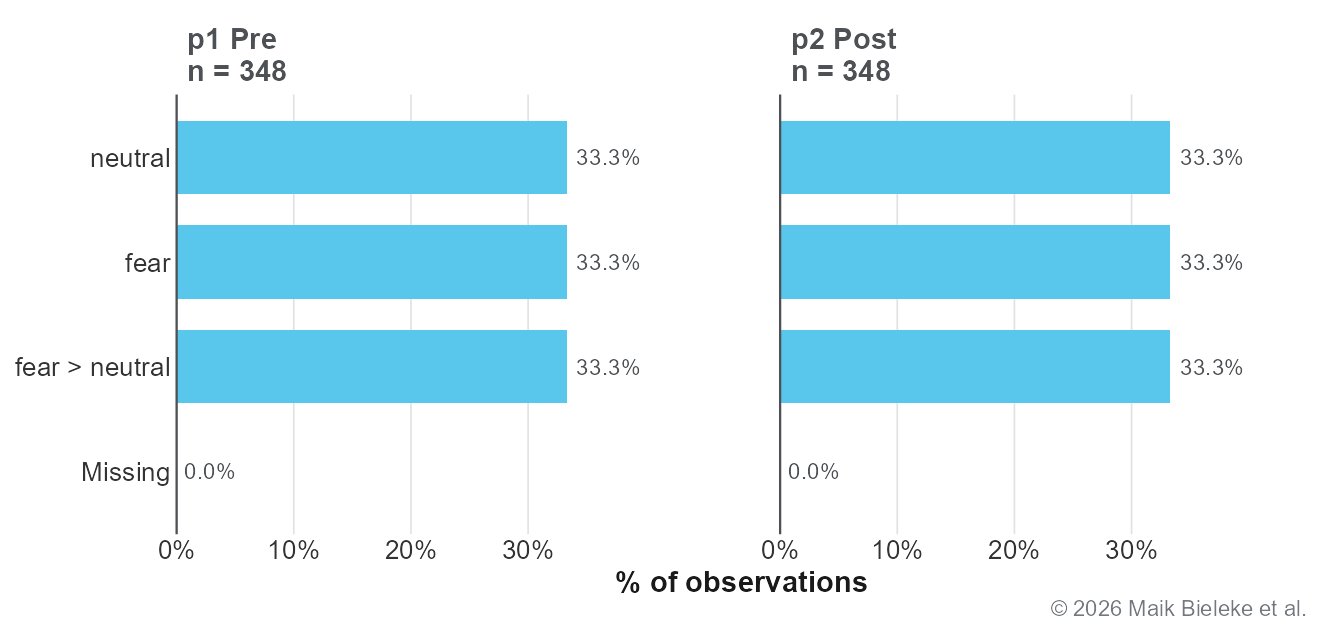 p1 Pre
n = 348
p2 Post
n = 348
neutral
33.3%
33.3%
fear
33.3%
33.3%
fear > neutral
33.3%
33.3%
Missing
0.0%
0.0%
0% 10% 20% 30%
0% 10% 20% 30%
% of observations
© 2026 Maik Bieleke et al.